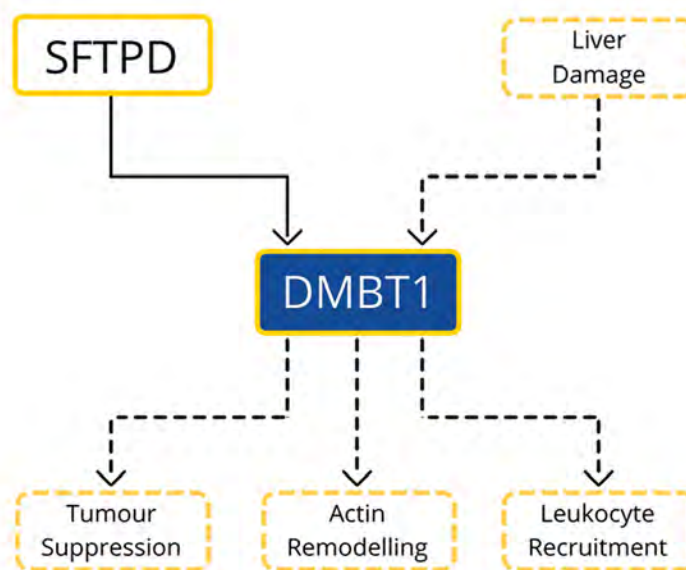 SFTPD
Liver
Damage
DMBT1
Tumour
Suppression
Actin
Remodelling
Leukocyte
Recruitment